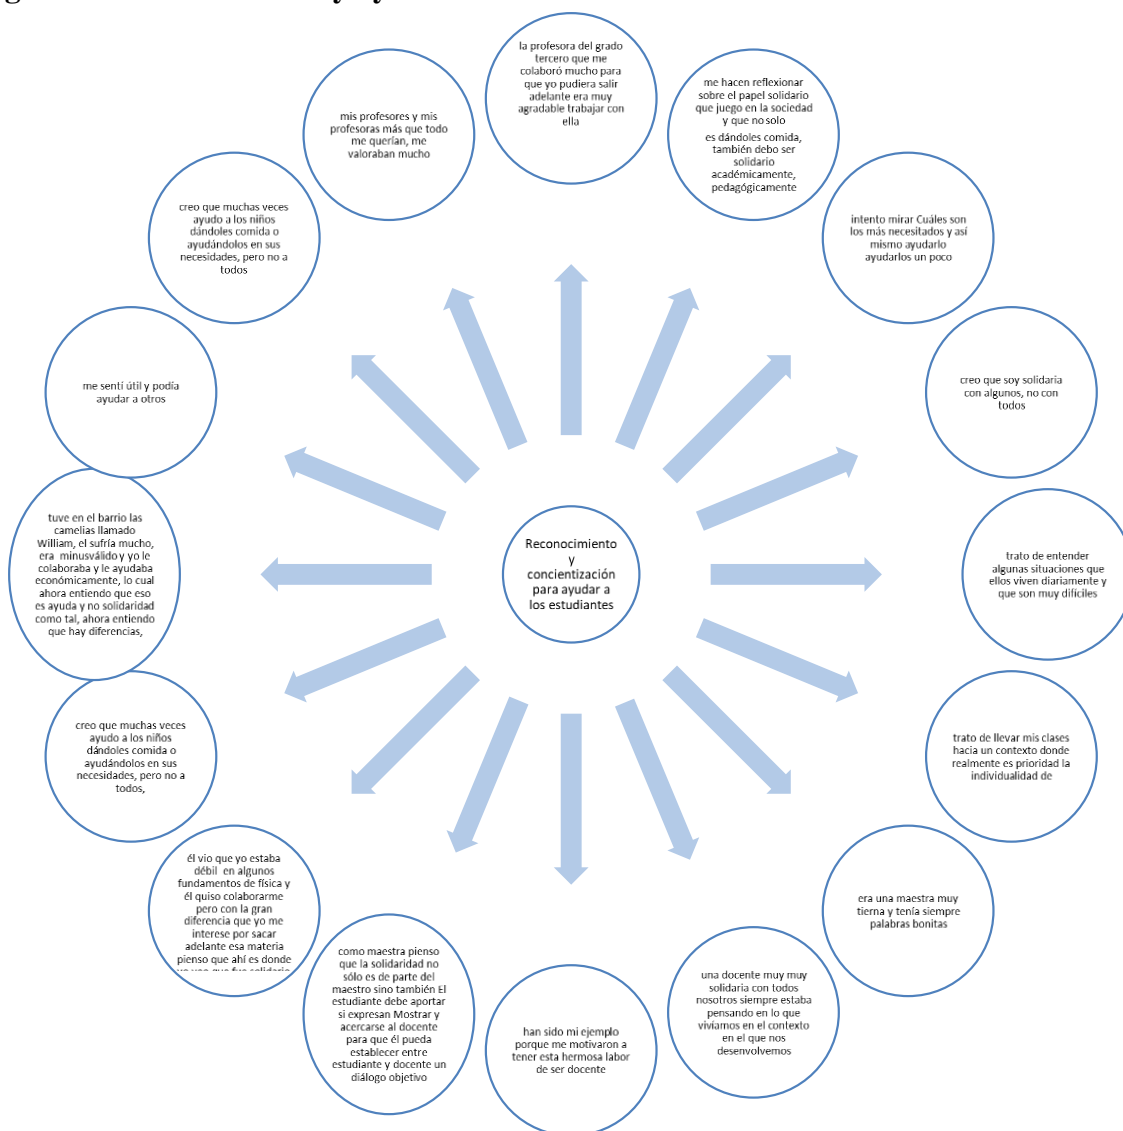 la profesora del grado
tercero que me
colaboró mucho para
que yo pudiera salir
adelante era muy
agradable trabajar con
ella
me hacen reflexionar
sobre el papel solidario
que juego en la sociedad
y que no solo
es dándoles comida,
también debo ser
solidario
académicamente,
pedagógicamente
intento mirar Cuáles son
los más necesitados y así
mismo ayudarlo
ayudarlos un poco
creo que soy solidaria
con algunos, no con
todos
trato de entender
algunas situaciones que
ellos viven diariamente y
que son muy difíciles
trato de llevar mis clases
hacia un contexto donde
realmente es prioridad la
individualidad de
era una maestra muy
tierna y tenía siempre
palabras bonitas
una docente muy muy
solidaria con todos
nosotros siempre estaba
pensando en lo que
vivíamos en el contexto
en el que nos
desenvolvemos
han sido mi ejemplo
porque me motivaron a
tener esta hermosa labor
de ser docente
como maestra pienso
que la solidaridad no
sólo es de parte del
maestro sino también El
estudiante debe aportar
si expresan Mostrar y
acercarse al docente
para que él pueda
establecer entre
estudiante y docente un
diálogo objetivo
él vio que yo estaba
débil en algunos
fundamentos de física y
él quiso colaborarme
pero con la gran
diferencia que yo me
interese por sacar
adelante esa materia
pienso que ahí es donde
creo que muchas veces
ayudo a los niños
dándoles comida o
ayudándolos en sus
necesidades, pero no a
todos,
tuve en el barrio las
camelias llamado
William, el sufría mucho,
era minusválido y yo le
colaboraba y le ayudaba
económicamente, lo cual
ahora entiendo que eso
es ayuda y no solidaridad
como tal, ahora entiendo
que hay diferencias,
me sentí útil y podía
ayudar a otros
creo que muchas veces
ayudo a los niños
dándoles comida o
ayudándolos en sus
necesidades, pero no a
todos
mis profesores y mis
profesoras más que todo
me querían, me
valoraban mucho
Reconocimiento
y
concientización
para ayudar a
los estudiantes